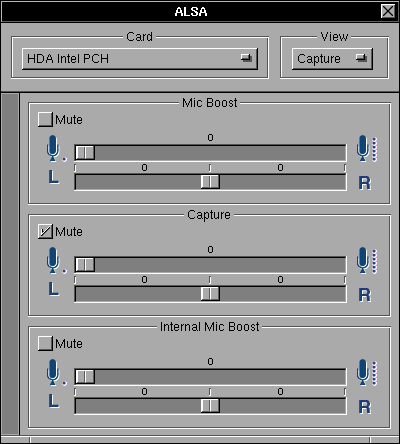 ALSA
Card
View
HDA Intel PCH
Capture
Mic Boost
Mute
0
0 0
L R
Capture
Mute
0
0 0
L R
Internal Mic Boost
Mute
0
0 0
L R